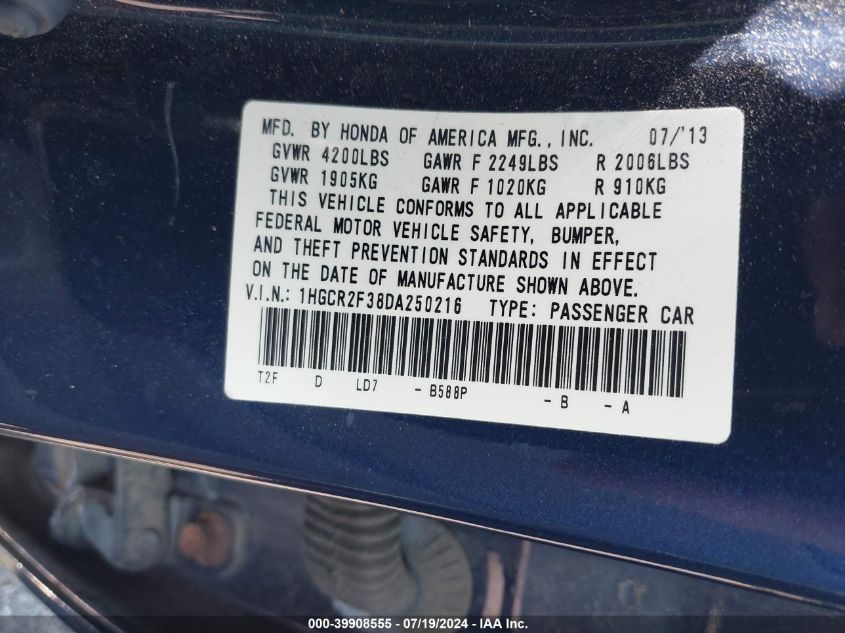 MFD. BY HONDA OF AMERICA MFG., INC. 07/'13
GVWR 4200LBS GAWR F 2249LBS R 2006LBS
GVWR 1905KG GAWR F 1020KG R 910KG
THIS VEHICLE CONFORMS TO ALL APPLICABLE
FEDERAL MOTOR VEHICLE SAFETY, BUMPER,
AND THEFT PREVENTION STANDARDS IN EFFECT
ON THE DATE OF MANUFACTURE SHOWN ABOVE.
V.I.N.: 1HGCR2F38DA250216 TYPE: PASSENGER CAR
T2F D LD7 - B588P - B - A
000-39908555 / 07/19/2024 - IAA Inc.